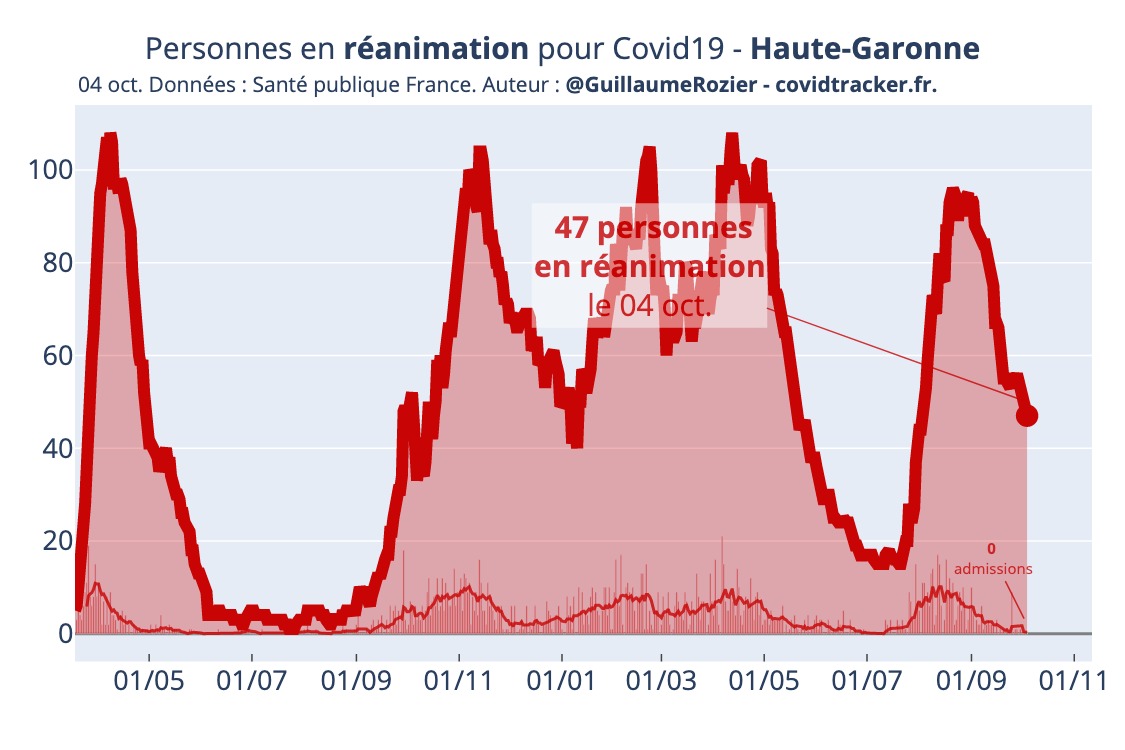 Personnes en réanimation pour Covid19 - Haute-Garonne
04 oct. Données : Santé publique France. Auteur : @GuillaumeRozier - covidtracker.fr.
100
80
60
40
20
0
47 personnes
en réanimation
le 04 oct.
0
admissions
01/05 01/07 01/09 01/11 01/01 01/03 01/05 01/07 01/09 01/11